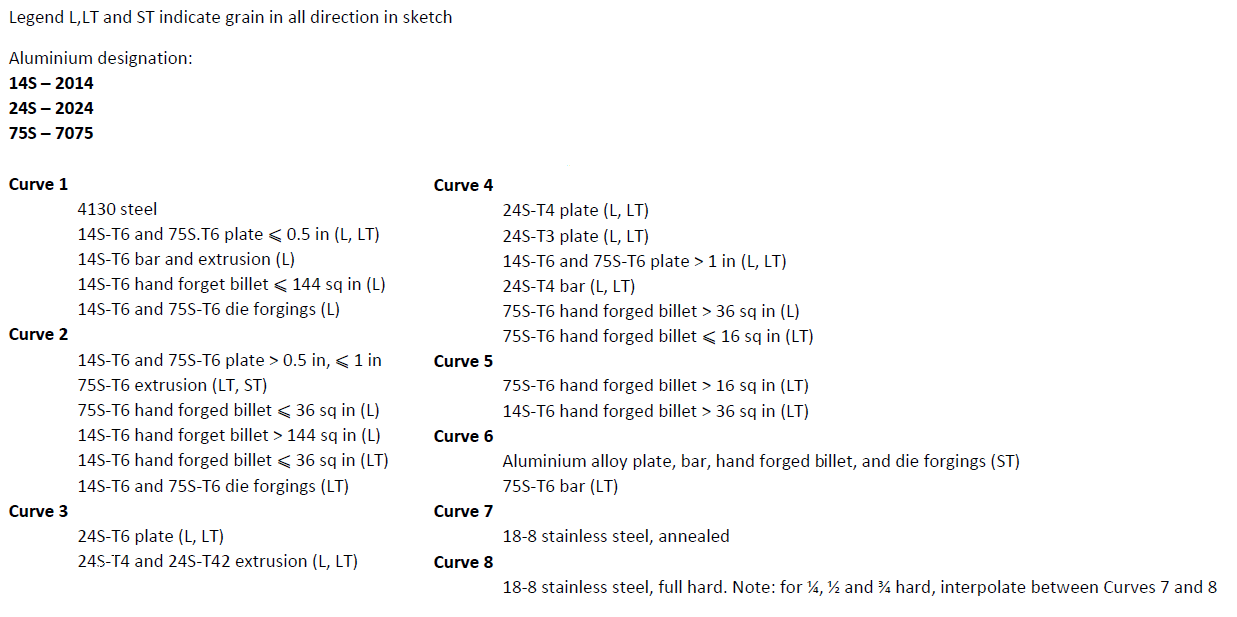 Legend L,LT and ST indicate grain in all direction in sketch
Aluminium designation:
14S – 2014
24S – 2024
75S – 7075
Curve 1
4130 steel
14S-T6 and 75S.T6 plate ⩽ 0.5 in (L, LT)
14S-T6 bar and extrusion (L)
14S-T6 hand forget billet ⩽ 144 sq in (L)
14S-T6 and 75S-T6 die forgings (L)
Curve 2
14S-T6 and 75S-T6 plate > 0.5 in, ⩽ 1 in
75S-T6 extrusion (LT, ST)
75S-T6 hand forged billet ⩽ 36 sq in (L)
14S-T6 hand forget billet > 144 sq in (L)
14S-T6 hand forged billet ⩽ 36 sq in (LT)
14S-T6 and 75S-T6 die forgings (LT)
Curve 3
24S-T6 plate (L, LT)
24S-T4 and 24S-T42 extrusion (L, LT)
Curve 4
24S-T4 plate (L, LT)
24S-T3 plate (L, LT)
14S-T6 and 75S-T6 plate > 1 in (L, LT)
24S-T4 bar (L, LT)
75S-T6 hand forged billet > 36 sq in (L)
75S-T6 hand forged billet ⩽ 16 sq in (LT)
Curve 5
75S-T6 hand forged billet > 16 sq in (LT)
14S-T6 hand forged billet > 36 sq in (LT)
Curve 6
Aluminium alloy plate, bar, hand forged billet, and die forgings (ST)
75S-T6 bar (LT)
Curve 7
18-8 stainless steel, annealed
Curve 8
18-8 stainless steel, full hard. Note: for ¼, ½ and ¾ hard, interpolate between Curves 7 and 8